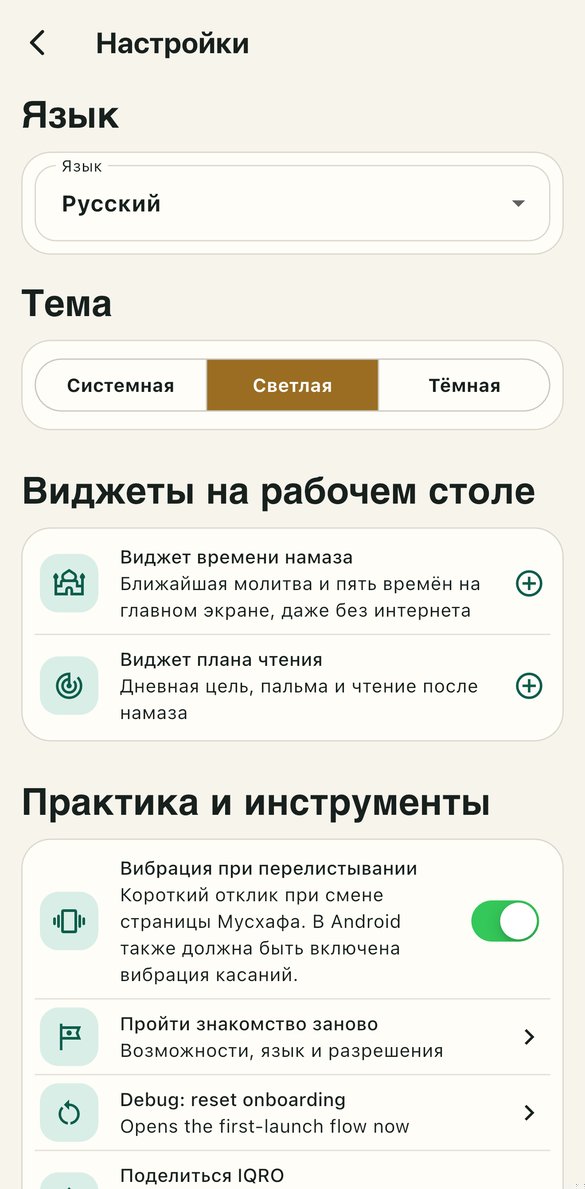 Настройки
Язык
Язык
Русский
Тема
Системная
Светлая
Тёмная
Виджеты на рабочем столе
Виджет времени намаза
Ближайшая молитва и пять времён на
главном экране, даже без интернета
Виджет плана чтения
Дневная цель, пальма и чтение после
намаза
Практика и инструменты
Вибрация при перелистывании
Короткий отклик при смене
страницы Мусхафа. В Android
также должна быть включена
вибрация касаний.
Пройти знакомство заново
Возможности, язык и разрешения
Debug: reset onboarding
Opens the first-launch flow now
Поделиться IQRO